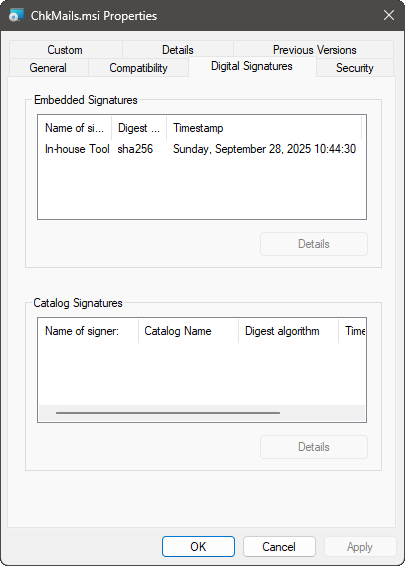 ChkMails.msi Properties
Custom Details Previous Versions
General Compatibility Digital Signatures Security
Embedded Signatures
Name of si... Digest ... Timestamp
In-house Tool sha256 Sunday, September 28, 2025 10:44:30
Details
Catalog Signatures
Name of signer: Catalog Name Digest algorithm Time
Details
OK Cancel Apply